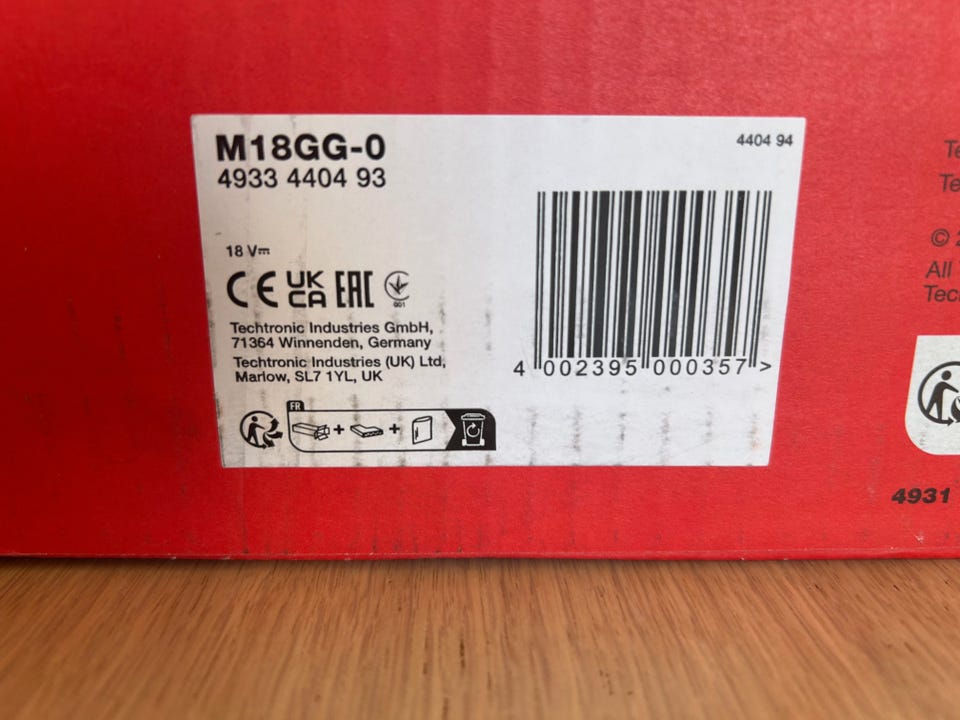 M18GG-0
4933 4404 93
4404 94
18 V
CE UK CA EAC
001
Techtronic Industries GmbH,
71364 Winnenden, Germany
Techtronic Industries (UK) Ltd,
Marlow, SL7 1YL, UK
4 002395 000357 >
FR
+ +
©
All
4931